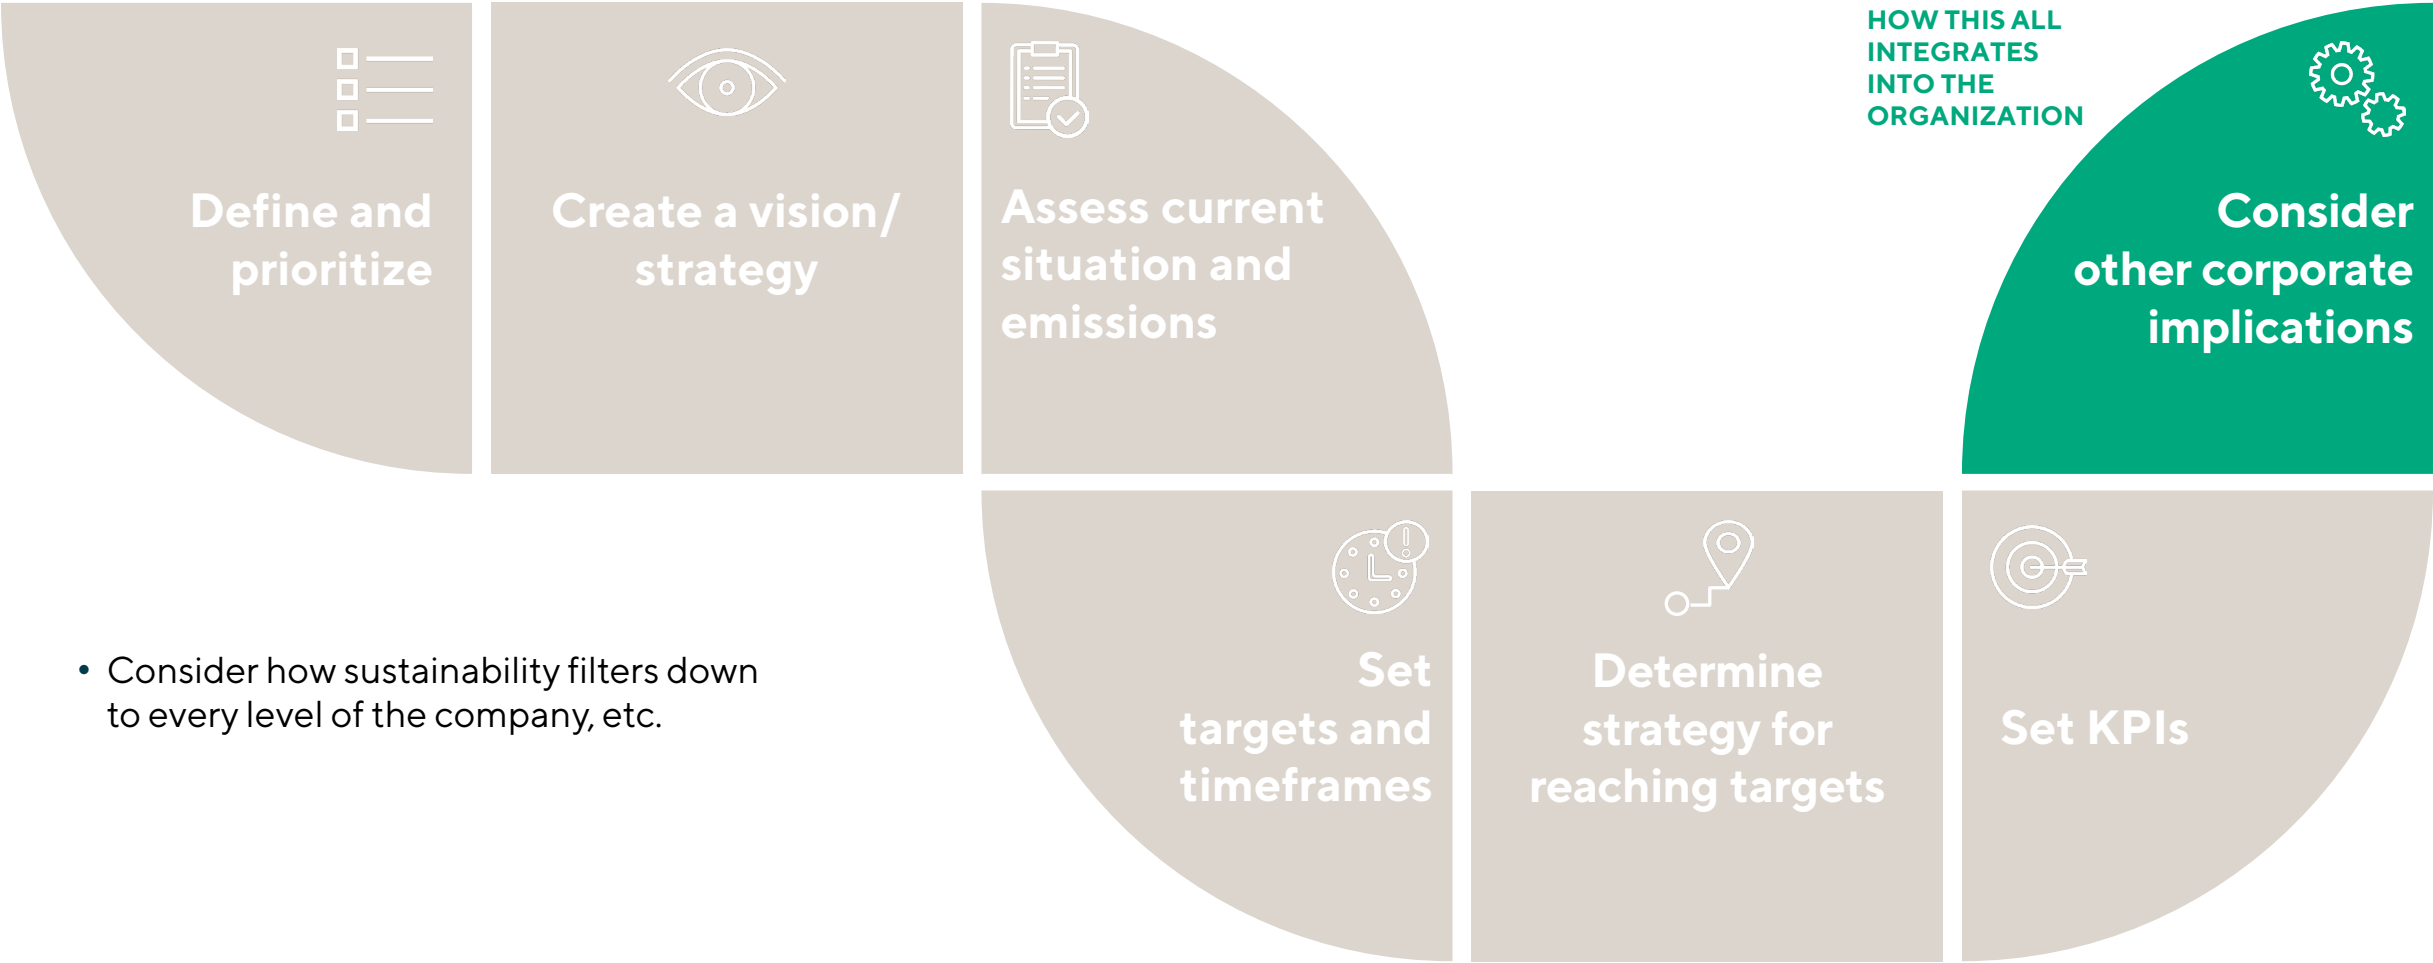 Define and
prioritize
Create a vision/
strategy
Assess current
situation and
emissions
HOW THIS ALL
INTEGRATES
INTO THE
ORGANIZATION
Consider
other corporate
implications
• Consider how sustainability filters down
to every level of the company, etc.
Set
targets and
timeframes
Determine
strategy for
reaching targets
Set KPIs